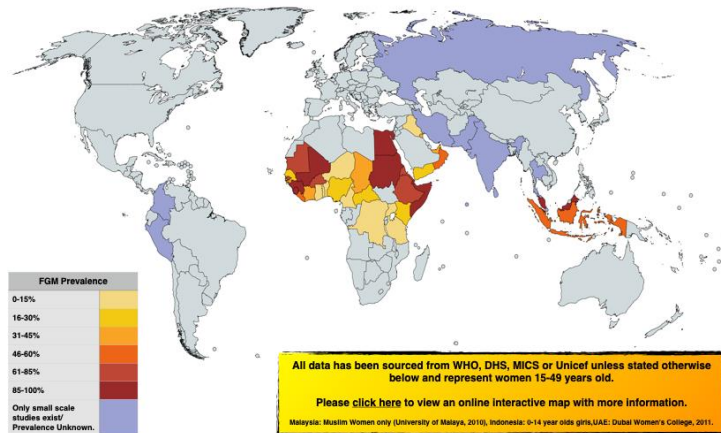 FGM Prevalence
0-15%
16-30%
31-45%
46-60%
61-85%
85-100%
Only small scale
studies exist/
Prevalence Unknown.
All data has been sourced from WHO, DHS, MICS or Unicef unless stated otherwise
below and represent women 15-49 years old.
Please click here to view an online interactive map with more information.
Malaysia: Muslim Women only (University of Malaya, 2010), Indonesia: 0-14 year olds girls,UAE: Dubai Women's College, 2011.